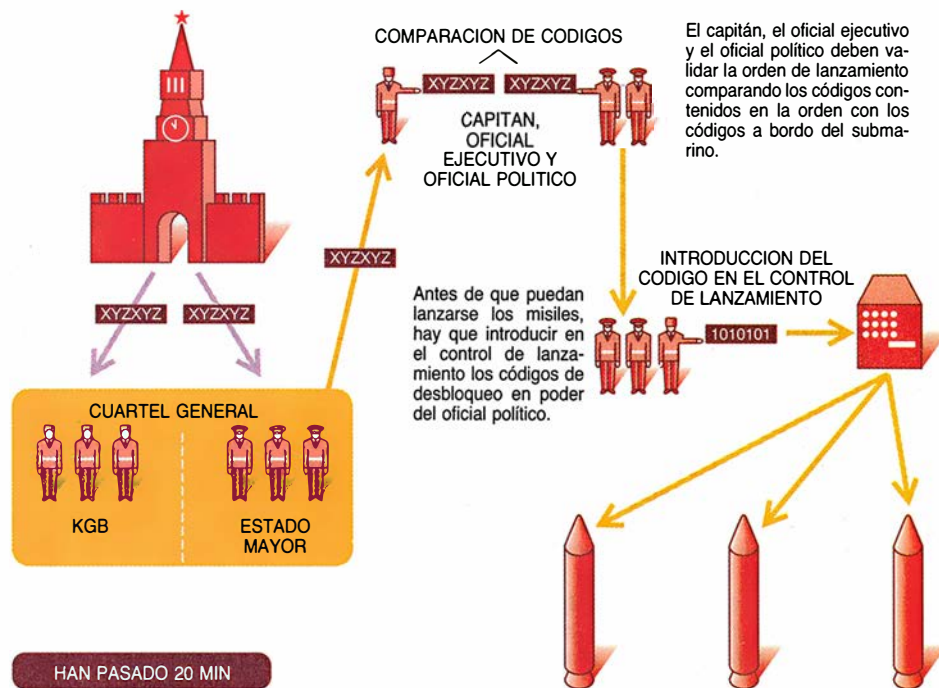 COMPARACION DE CODIGOS
XYZXYZ
XYZXYZ
CAPITAN,
OFICIAL
EJECUTIVO Y
OFICIAL POLITICO
El capitán, el oficial ejecutivo
y el oficial político deben va-
lidar la orden de lanzamiento
comparando los códigos con-
tenidos en la orden con los
códigos a bordo del subma-
rino.
XYZXYZ
XYZXYZ
XYZXYZ
Antes de que puedan
lanzarse los misiles,
hay que introducir en
el control de lanza-
miento los códigos de
desbloqueo en poder
del oficial político.
INTRODUCCION DEL
CODIGO EN EL CONTROL
DE LANZAMIENTO
1010101
CUARTEL GENERAL
KGB
ESTADO
MAYOR
HAN PASADO 20 MIN